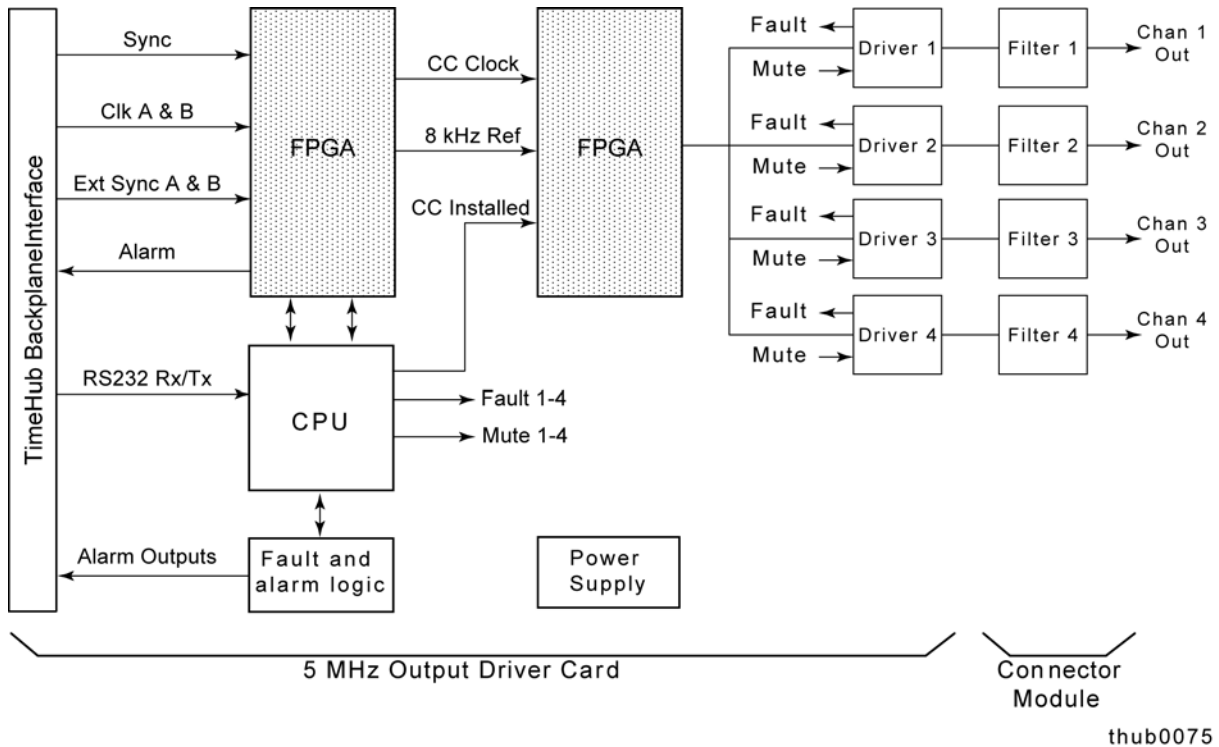 TimeHub BackplaneInterface
Sync
Clk A & B
Ext Sync A & B
Alarm
RS232 Rx/Tx
Alarm Outputs
FPGA
CPU
Fault and
alarm logic
CC Clock
8 kHz Ref
CC Installed
Fault 1-4
Mute 1-4
FPGA
Power
Supply
Fault
Mute
Driver 1
Filter 1
Chan 1
Out
Fault
Mute
Driver 2
Filter 2
Chan 2
Out
Fault
Mute
Driver 3
Filter 3
Chan 3
Out
Fault
Mute
Driver 4
Filter 4
Chan 4
Out
5 MHz Output Driver Card
Connector
Module
thub0075